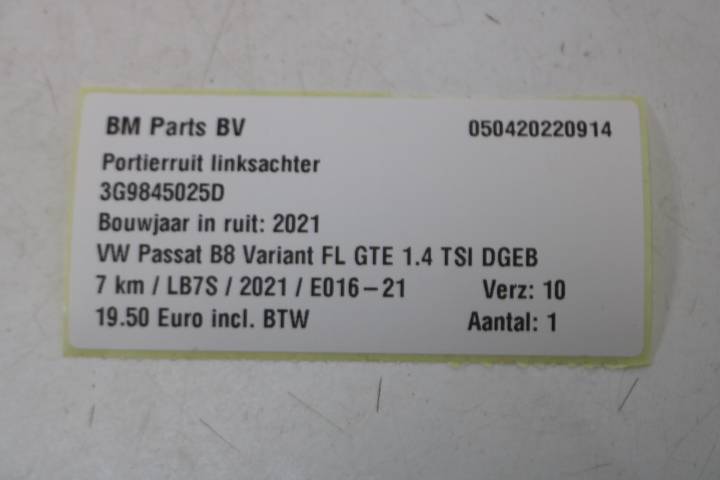 BM Parts BV 050420220914
Portierruit linksachter
3G9845025D
Bouwjaar in ruit: 2021
VW Passat B8 Variant FL GTE 1.4 TSI DGEB
7 km / LB7S / 2021 / E016-21 Verz: 10
19.50 Euro incl. BTW Aantal: 1